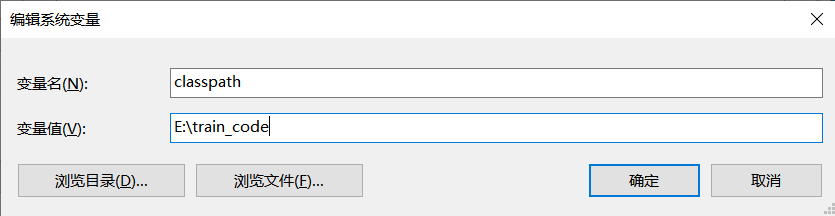 编辑系统变量
变量名(N): classpath
变量值(V): E:\train_code
浏览目录(D)... 浏览文件(F)... 确定 取消